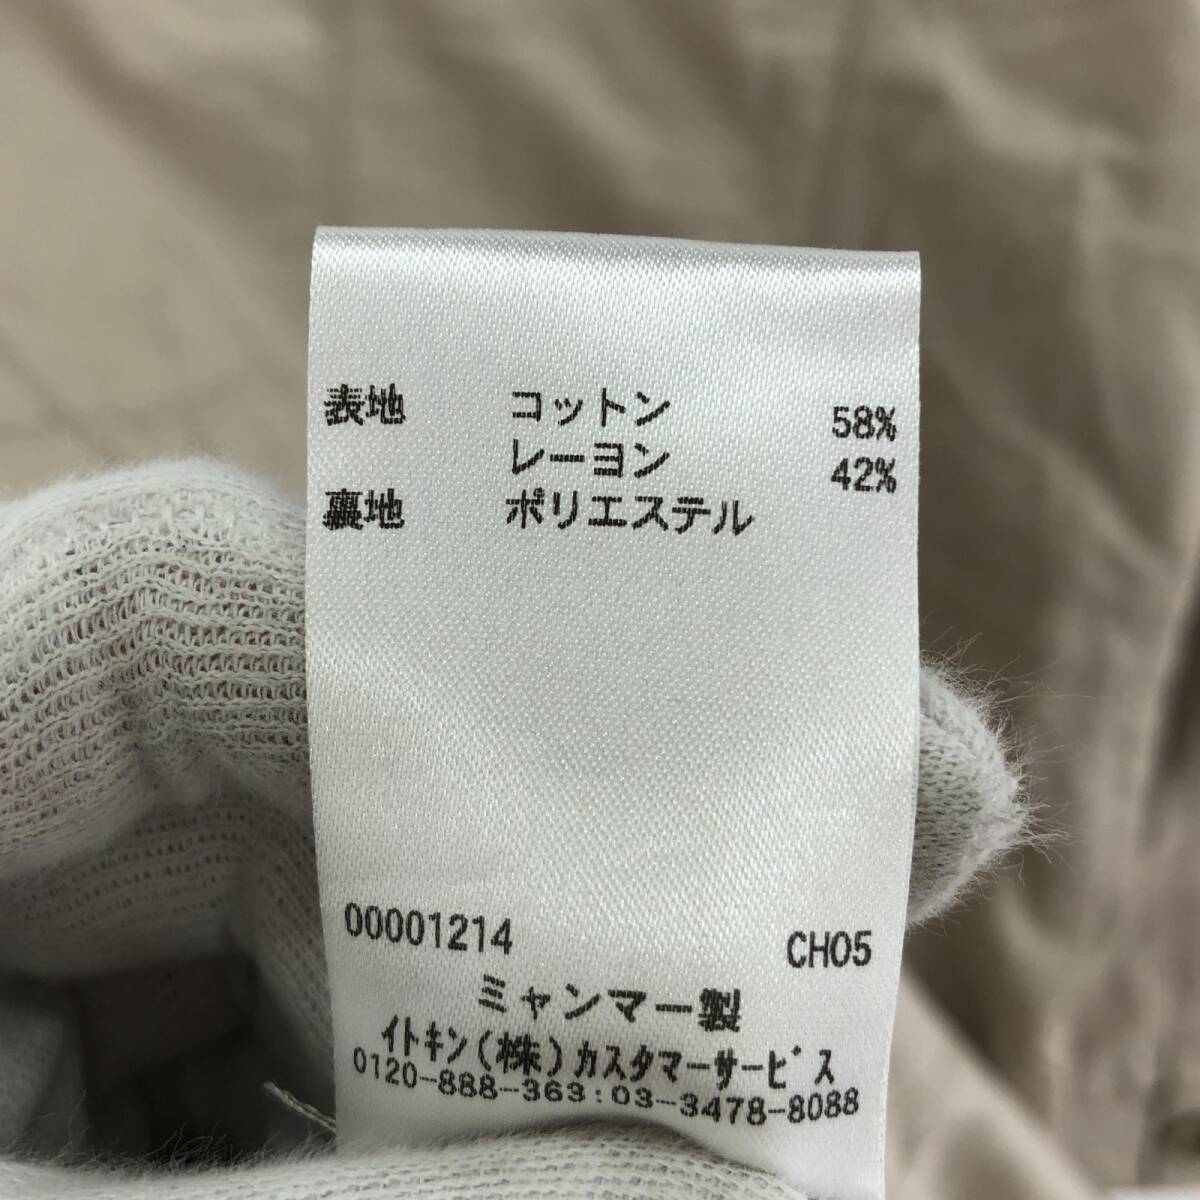 表地 コットン 58%
レーヨン 42%
裏地 ポリエステル
00001214 CH05
ミャンマー製
イトキン(株)カスタマーサービス
0120-888-363:03-3478-8088